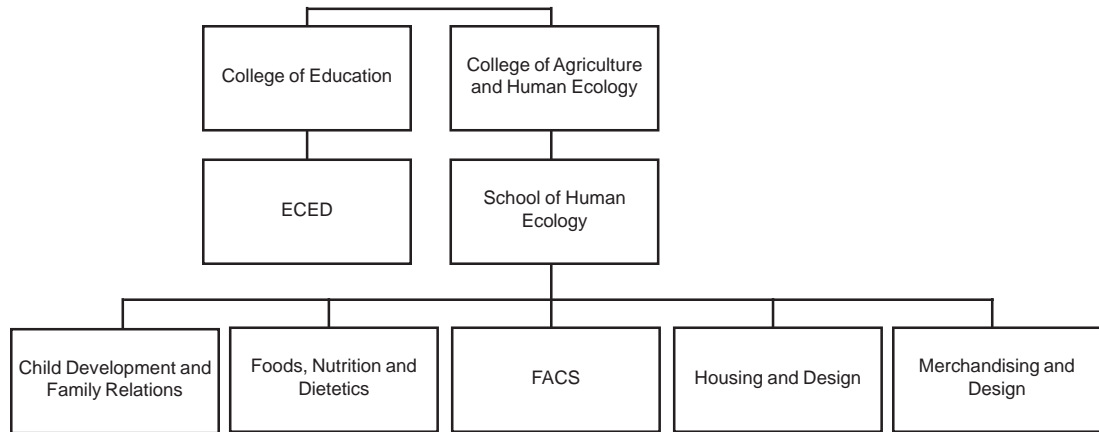 College of Education
College of Agriculture
and Human Ecology
ECED
School of Human
Ecology
Child Development and
Family Relations
Foods, Nutrition and
Dietetics
FACS
Housing and Design
Merchandising and
Design